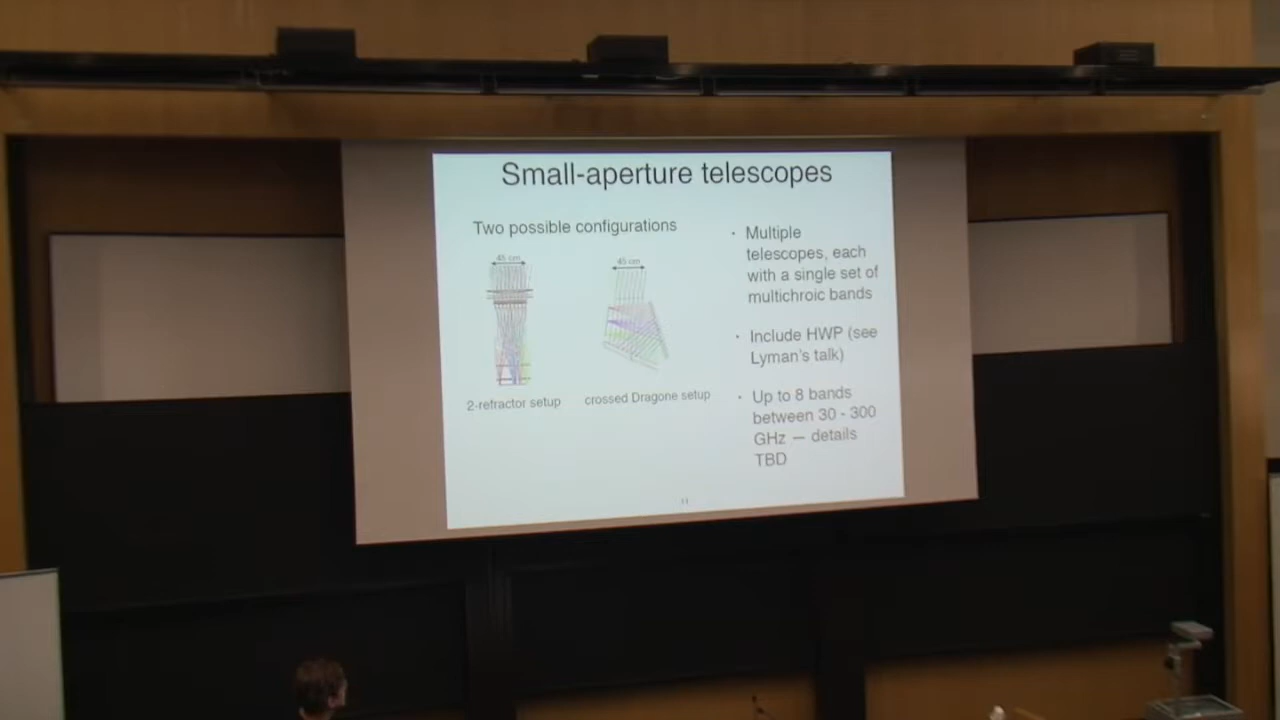 Small-aperture telescopes
Two possible configurations
45 cm
45 cm
2-refractor setup
crossed Dragone setup
· Multiple
telescopes, each
with a single set of
multichroic bands
· Include HWP (see
Lyman's talk)
· Up to 8 bands
between 30 - 300
GHz — details
TBD
11